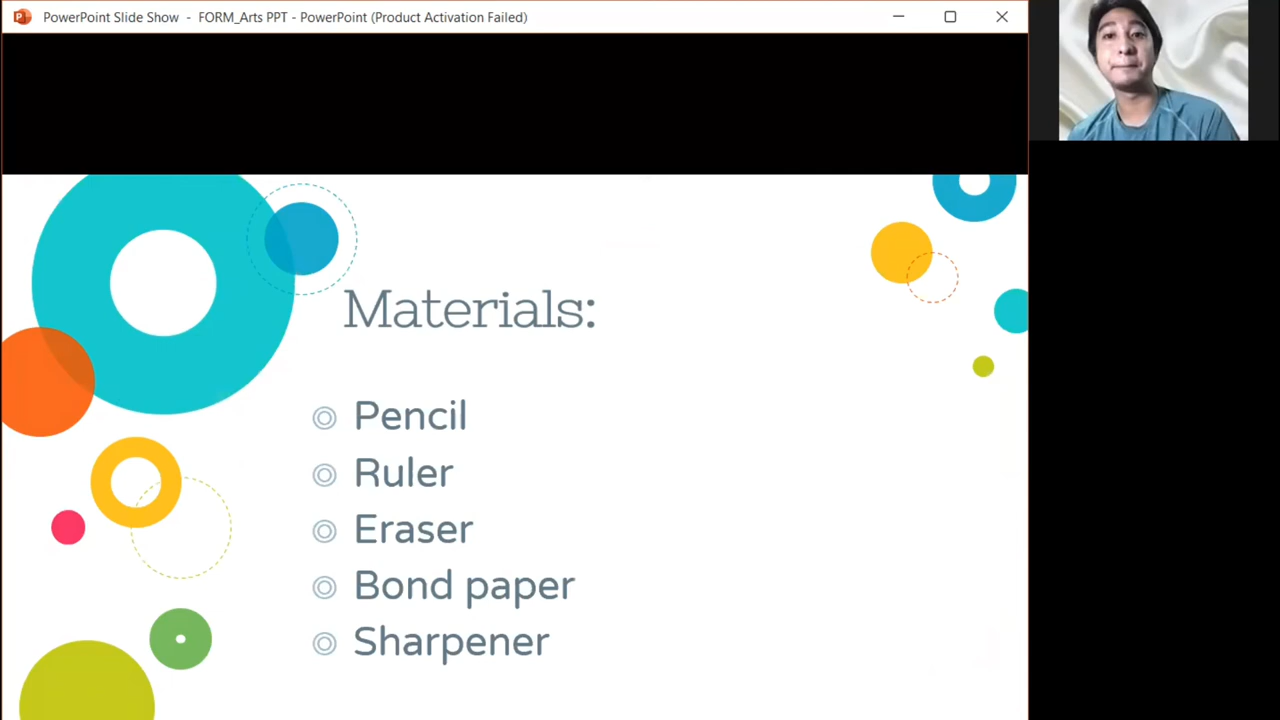 PowerPoint Slide Show - FORM_Arts PPT - PowerPoint (Product Activation Failed)
Materials:
Pencil
Ruler
Eraser
Bond paper
Sharpener